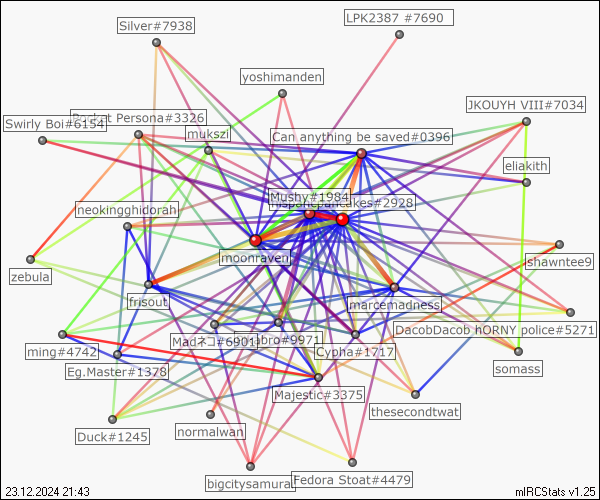 LPK2387 #7690
Silver#7938
yoshimanden
JKOUYH VIII#7034
Persona#3326
Swirly Boi#6154
mukszi
Can anything be saved#0396
eliakith
Mushy#1984
#2928
neokingghidorah
moonraven
shawntee9
zebula
frisout
marcemadness
DacobDacob hORNY police#5271
Madネコ#6901
bro#9971
Cypha#1717
ming#4742
somass
Eg.Master#1378
Majestic#3375
thesecondtwat
Duck#1245
normalwan
bigcitysamurai
Fedora Stoat#4479
23.12.2024 21:43
mIRCStats v1.25